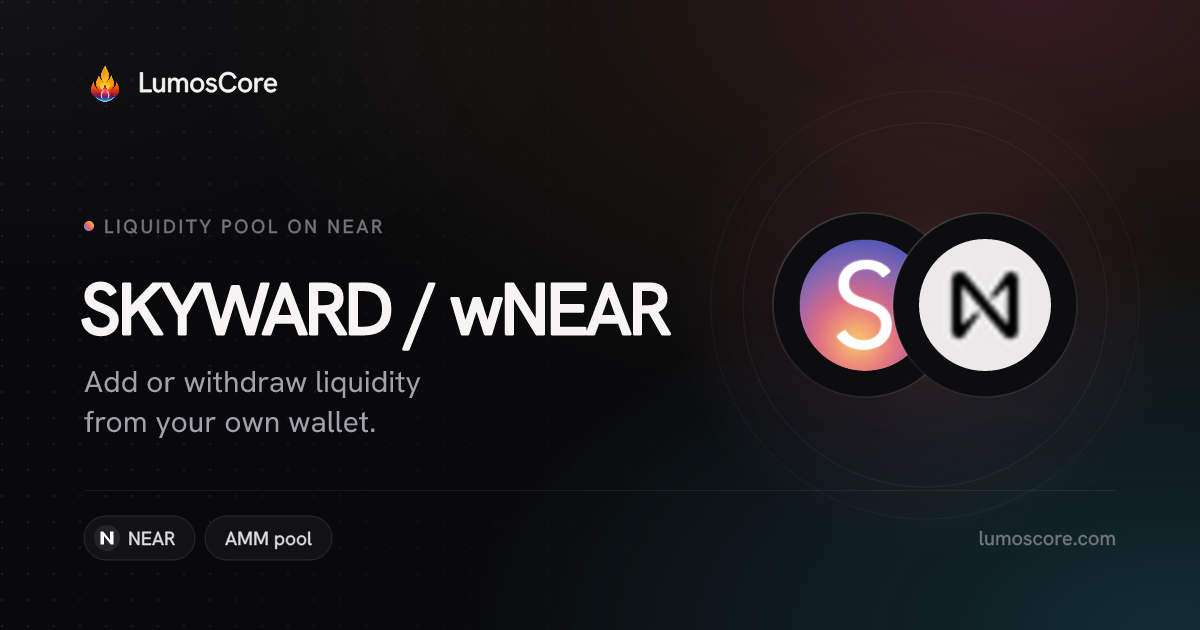 LumosCore
LIQUIDITY POOL ON NEAR
SKYWARD / wNEAR
Add or withdraw liquidity
from your own wallet.
S
N NEAR
AMM pool
lumoscore.com